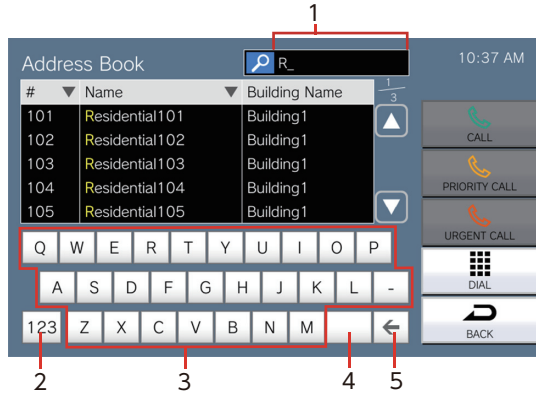 1
Address Book
R_
10:37 AM
# Name Building Name
1
3
101 Residential101 Building1
102 Residential102 Building1
103 Residential103 Building1
104 Residential104 Building1
105 Residential105 Building1
CALL
PRIORITY CALL
URGENT CALL
DIAL
BACK
Q W E R T Y U I O P
A S D F G H J K L -
123 Z X C V B N M
2 3 4 5